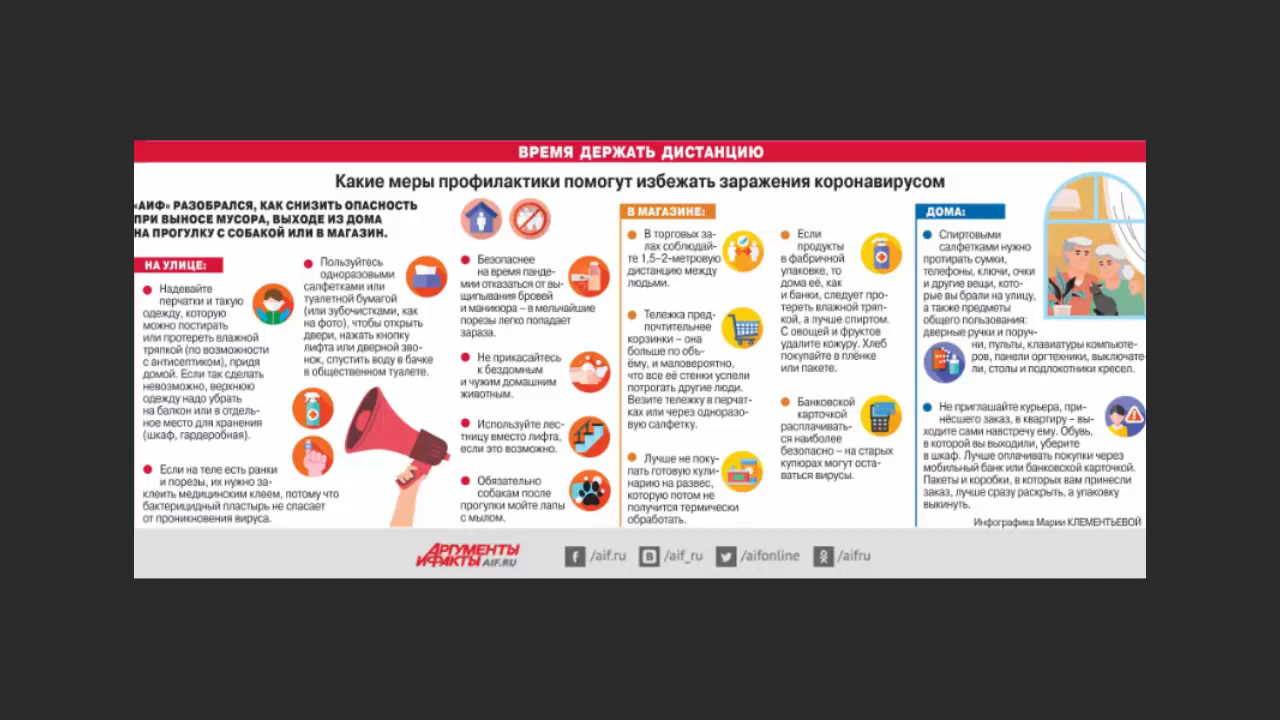 ВРЕМЯ ДЕРЖАТЬ ДИСТАНЦИЮ
Какие меры профилактики помогут избежать заражения коронавирусом
«АИФ» РАЗОБРАЛСЯ, КАК СНИЗИТЬ ОПАСНОСТЬ
ПРИ ВЫНОСЕ МУСОРА, ВЫХОДЕ ИЗ ДОМА
НА ПРОГУЛКУ С СОБАКОЙ ИЛИ В МАГАЗИН.
НА УЛИЦЕ:
Надевайте
перчатки и такую
одежду, которую
можно постирать
или протереть влажной
тряпкой (по возможности
с антисептиком), придя
домой. Если так сделать
невозможно, верхнюю
одежду надо убрать
на балкон или в отдель-
ное место для хранения
(шкаф, гардеробная).
Если на теле есть ранки
и порезы, их нужно за-
клеить медицинским клеем, потому что
бактерицидный пластырь не спасает
от проникновения вируса.
Пользуйтесь
одноразовыми
салфетками или
туалетной бумагой
(или зубочистками, как
на фото), чтобы открыть
двери, нажать кнопку
лифта или дверной зво-
нок, спустить воду в бачке
в общественном туалете.
Безопаснее
на время панде-
мии отказаться от вы-
щипывания бровей
и маникюра – в мельчайшие
порезы легко попадает
зараза.
Не прикасайтесь
к бездомным
и чужим домашним
животным.
Используйте лес-
тницу вместо лифта,
если это возможно.
Обязательно
собакам после
прогулки мойте лапы
с мылом.
В МАГАЗИНЕ:
В торговых за-
лах соблюдай-
те 1,5–2-метровую
дистанцию между
людьми.
Тележка пред-
почтительнее
корзинки – она
больше по объ-
ёму, и маловероятно,
что все её стенки успели
потрогать другие люди.
Везите тележку в перчат-
ках или через одноразо-
вую салфетку.
Лучше не поку-
пать готовую кули-
нарию на развес,
которую потом не
получится термически
обработать.
Если
продукты
в фабричной
упаковке, то
дома её, как
и банки, следует про-
тереть влажной тряп-
кой, а лучше спиртом.
С овощей и фруктов
удалите кожуру. Хлеб
покупайте в плёнке
или пакете.
Банковской
карточкой
расплачивать-
ся наиболее
безопасно – на старых
купюрах могут оста-
ваться вирусы.
ДОМА:
Спиртовыми
салфетками нужно
протирать сумки,
телефоны, ключи, очки
и другие вещи, кото-
рые вы брали на улицу,
а также предметы
общего пользования:
дверные ручки и поруч-
ни, пульты, клавиатуры компьюте-
ров, панели оргтехники, выключате-
ли, столы и подлокотники кресел.
Не приглашайте курьера, при-
нёсшего заказ, в квартиру – вы-
ходите сами навстречу ему. Обувь,
в которой вы выходили, уберите
в шкаф. Лучше оплачивать покупки через
мобильный банк или банковской карточкой.
Пакеты и коробки, в которых вам принесли
заказ, лучше сразу раскрыть, а упаковку
выкинуть.
Инфографика Марии КЛЕМЕНТЬЕВОЙ
АРГУМЕНТЫ
И ФАКТЫ AIF.RU
/aif.ru /aif_ru /aifonline /aifru